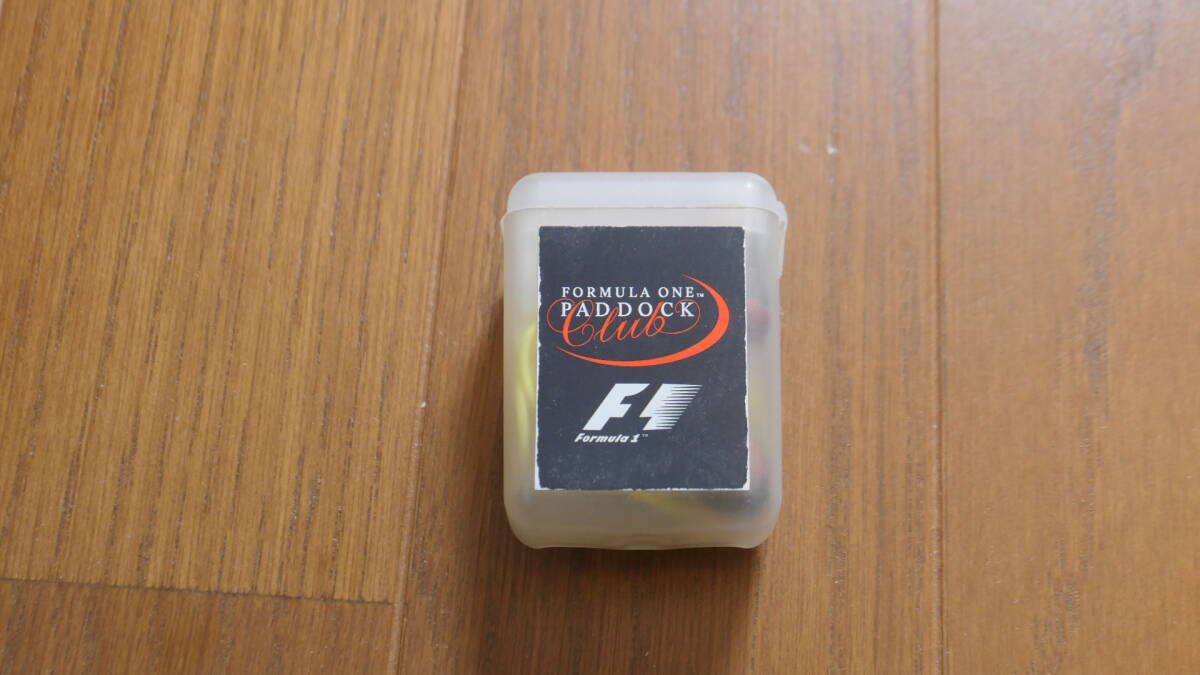 FORMULA ONE™
PADDOCK
Club
F1
Formula 1™